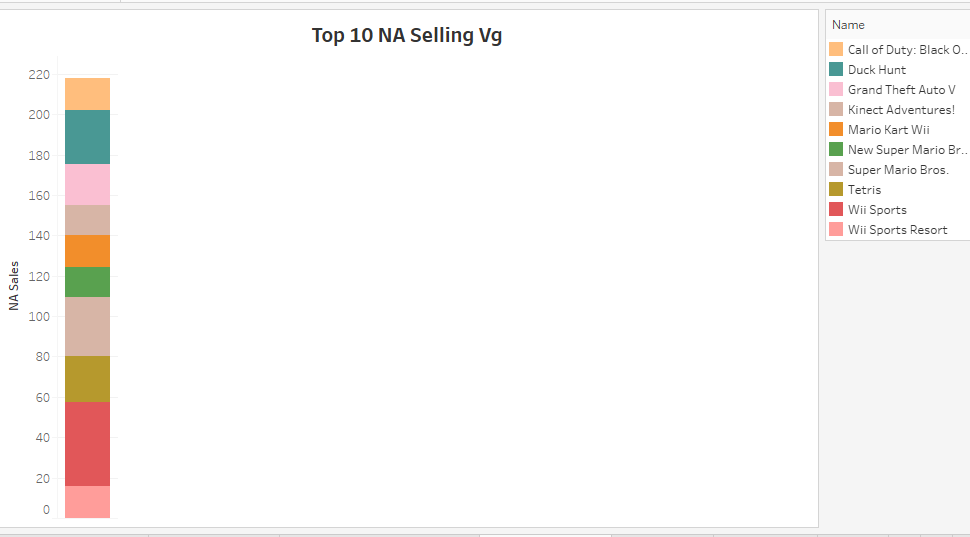 Top 10 NA Selling Vg
220
200
180
160
140
120
100
80
60
40
20
0
NA Sales
Name
Call of Duty: Black O..
Duck Hunt
Grand Theft Auto V
Kinect Adventures!
Mario Kart Wii
New Super Mario Br..
Super Mario Bros.
Tetris
Wii Sports
Wii Sports Resort